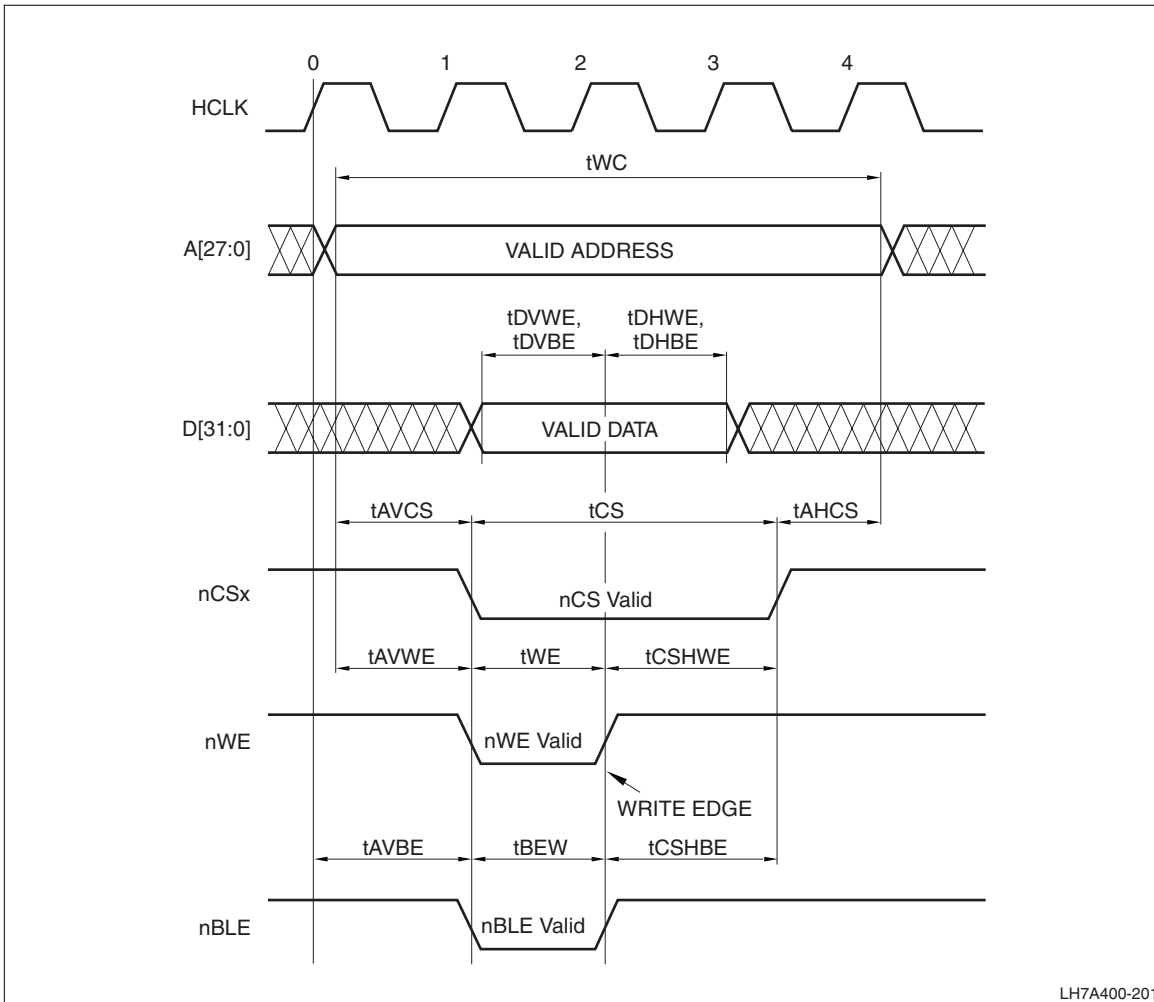 0 1 2 3 4
HCLK
tWC
A[27:0] VALID ADDRESS
tDVWE, tDHWE,
tDVBE tDHBE
D[31:0] VALID DATA
tAVCS tCS tAHCS
nCSx nCS Valid
tAVWE tWE tCSHWE
nWE nWE Valid
WRITE EDGE
tAVBE tBEW tCSHBE
nBLE nBLE Valid
LH7A400-201